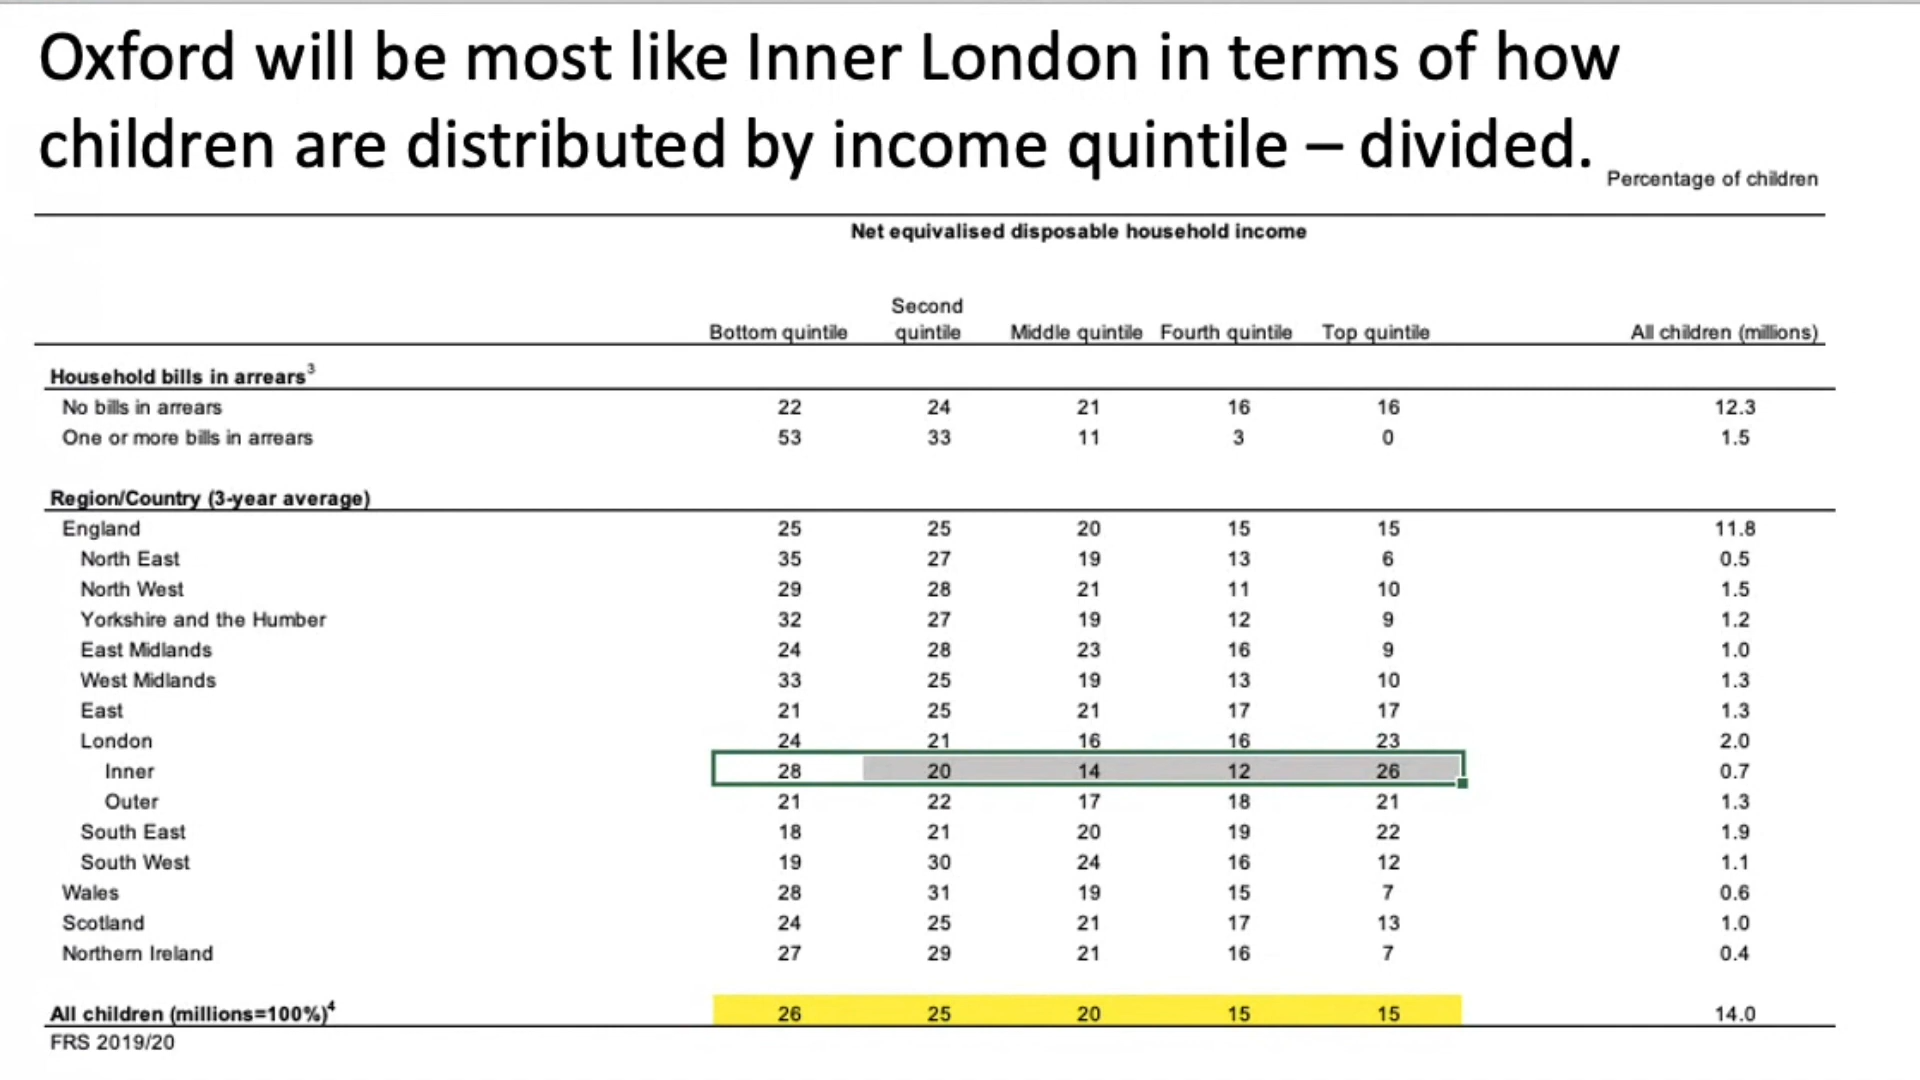 Oxford will be most like Inner London in terms of how
children are distributed by income quintile – divided.
Percentage of children
Net equivalised disposable household income
Bottom quintile Second quintile Middle quintile Fourth quintile Top quintile All children (millions)
Household bills in arrears³
No bills in arrears 22 24 21 16 16 12.3
One or more bills in arrears 53 33 11 3 0 1.5
Region/Country (3-year average)
England 25 25 20 15 15 11.8
North East 35 27 19 13 6 0.5
North West 29 28 21 11 10 1.5
Yorkshire and the Humber 32 27 19 12 9 1.2
East Midlands 24 28 23 16 9 1.0
West Midlands 33 25 19 13 10 1.3
East 21 25 21 17 17 1.3
London 24 21 16 16 23 2.0
Inner 28 20 14 12 26 0.7
Outer 21 22 17 18 21 1.3
South East 18 21 20 19 22 1.9
South West 19 30 24 16 12 1.1
Wales 28 31 19 15 7 0.6
Scotland 24 25 21 17 13 1.0
Northern Ireland 27 29 21 16 7 0.4
All children (millions=100%)⁴ 26 25 20 15 15 14.0
FRS 2019/20